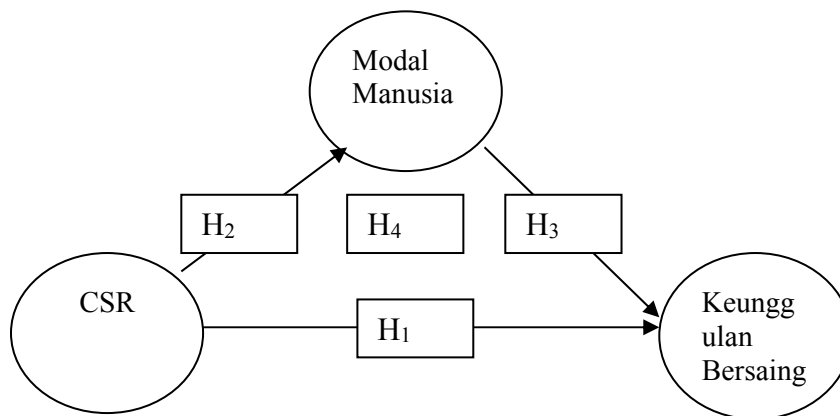 Modal
Manusia
H₂
H₄
H₃
CSR
H₁
Keungg
ulan
Bersaing